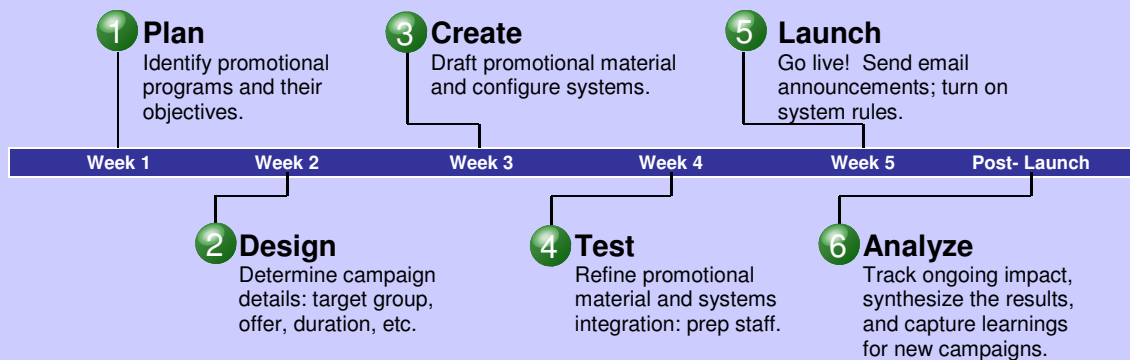 1 Plan
Identify promotional
programs and their
objectives.
3 Create
Draft promotional material
and configure systems.
5 Launch
Go live!  Send email
announcements; turn on
system rules.
Week 1 Week 2 Week 3 Week 4 Week 5 Post- Launch
2 Design
Determine campaign
details: target group,
offer, duration, etc.
4 Test
Refine promotional
material and systems
integration: prep staff.
6 Analyze
Track ongoing impact,
synthesize the results,
and capture learnings
for new campaigns.